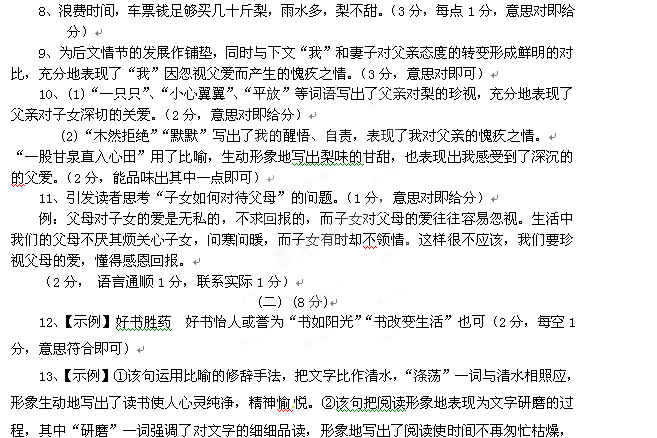 8、浪费时间，车票钱足够买几十斤梨，雨水多，梨不甜。（3 分，每点 1 分，意思对即给
分）
9、为后文情节的发展作铺垫，同时与下文“我”和妻子对父亲态度的转变形成鲜明的对
比，充分地表现了“我”因忽视父爱而产生的愧疚之情。（3 分，意思对即可）
10、(1)“一只只”、“小心翼翼”、“平放”等词语写出了父亲对梨的珍视，充分地表现了
父亲对子女深切的关爱。（2 分，意思对即给分）
(2)“木然拒绝”“默默”写出了我的醒悟、自责，表现了我对父亲的愧疚之情。
“一股甘泉直入心田”用了比喻，生动形象地写出梨味的甘甜，也表现出我感受到了深沉的
的父爱。（2 分，能品味出其中一点即可）
11、引发读者思考“子女如何对待父母”的问题。（1 分，意思对即给分）
例：父母对子女的爱是无私的，不求回报的，而子女对父母的爱往往容易忽视。生活中
我们的父母不厌其烦关心子女，问寒问暖，而子女有时却不领情。这样很不应该，我们要珍
视父母的爱，懂得感恩回报。
（2 分， 语言通顺 1 分，联系实际 1 分）
（二）（8 分）
12、【示例】好书胜药 好书怡人或誉为“书如阳光”“书改变生活”也可（2 分，每空 1
分，意思符合即可）
13、【示例】①该句运用比喻的修辞手法，把文字比作清水，“涤荡”一词与清水相照应，
形象生动地写出了读书使人心灵纯净，精神愉悦。②该句把阅读形象地表现为文字研磨的过
程，其中“研磨”一词强调了对文字的细细品读，形象地写出了阅读使时间不再匆忙枯燥，